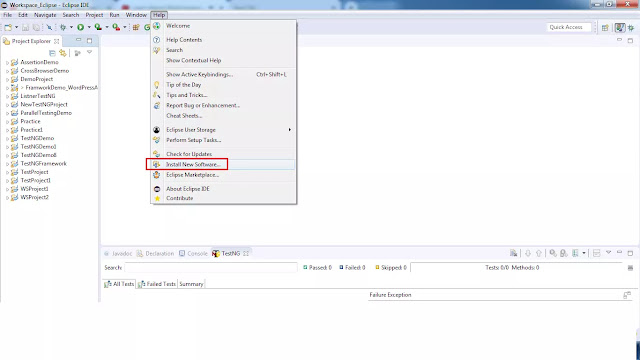 Workspace_Eclipse - Eclipse IDE
File Edit Navigate Search Project Run Window Help
Quick Access
Project Explorer
AssationDemo
CrossBrowserDemo
DemoProject
> FramworkDemo_WordPressA
ListnerTestNG
NewTestNGProject
ParallelTestingDemo
Practice
Practice1
TestNGDemo
TestNGDemo1
TestNGDemo8
TestNGFramework
TestProject
TestProject1
WSProject1
WSProject2
Welcome
Help Contents
Search
Show Contextual Help
Show Active Keybindings... Ctrl+Shift+L
Tip of the Day
Tips and Tricks...
Report Bug or Enhancement...
Cheat Sheets...
Eclipse User Storage
Perform Setup Tasks...
Check for Updates
Install New Software...
Eclipse Marketplace...
About Eclipse IDE
Contribute
Javadoc Declaration Console TestNG
Search: Passed: 0 Failed: 0 Skipped: 0 Tests: 0/0 Methods: 0
All Tests Failed Tests Summary
Failure Exception